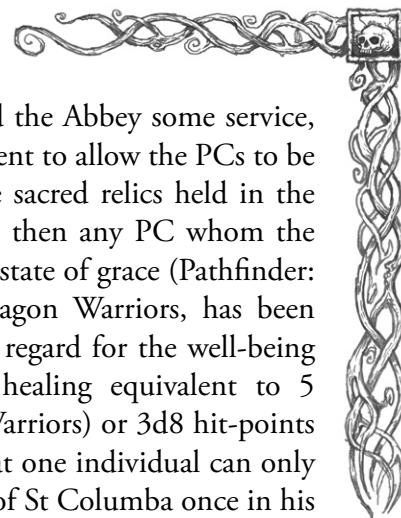 the Abbey some service,
ent to allow the PCs to be
sacred relics held in the
then any PC whom the
state of grace (Pathfinder:
agon Warriors, has been
regard for the well-being
healing equivalent to 5
Warriors) or 3d8 hit-points
at one individual can only
of St Columba once in his